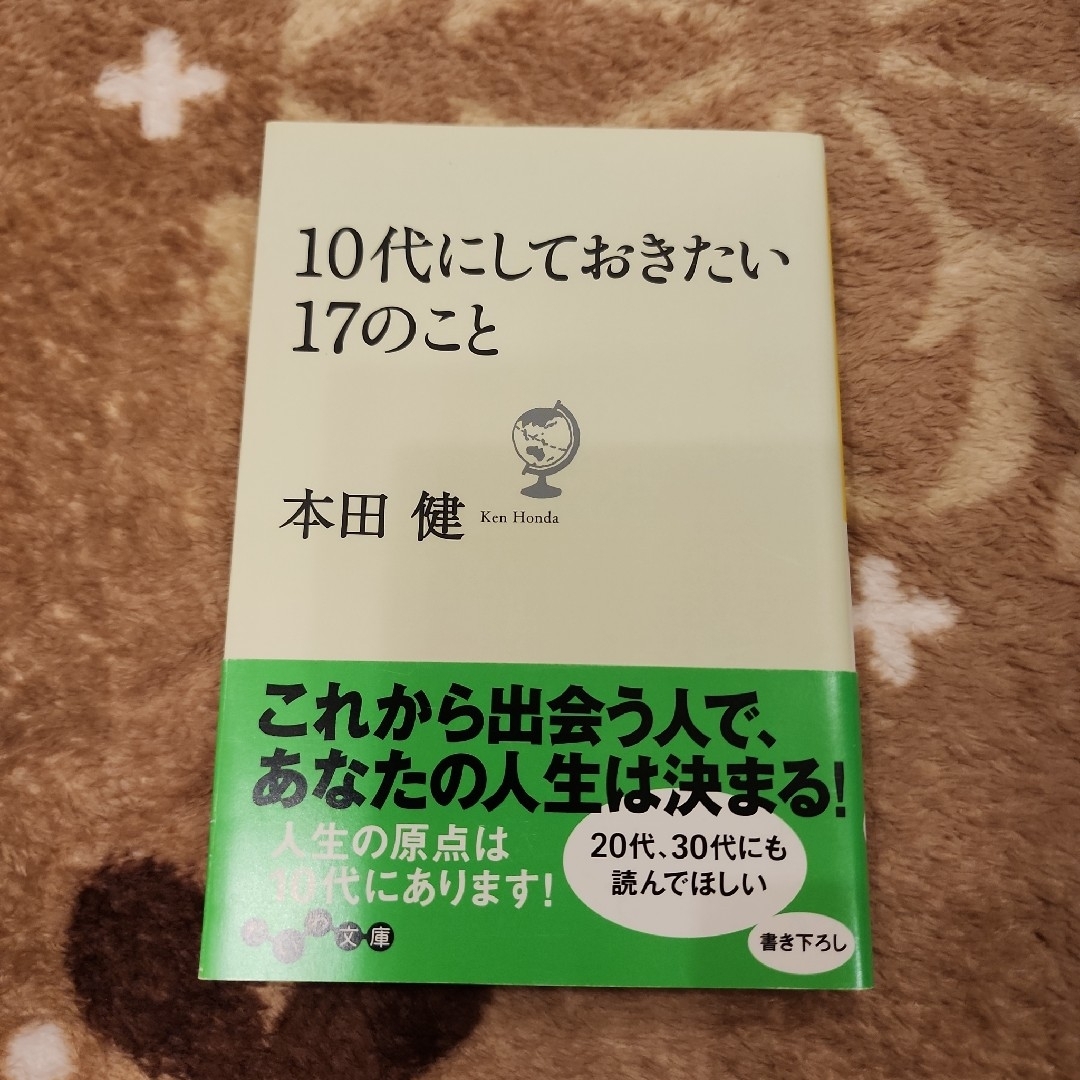 10代にしておきたい
17のこと
本田 健 Ken Honda
これから出会う人で、
あなたの人生は決まる!
人生の原点は
10代にあります!
20代、30代にも
読んでほしい
書き下ろし
だいわ文庫